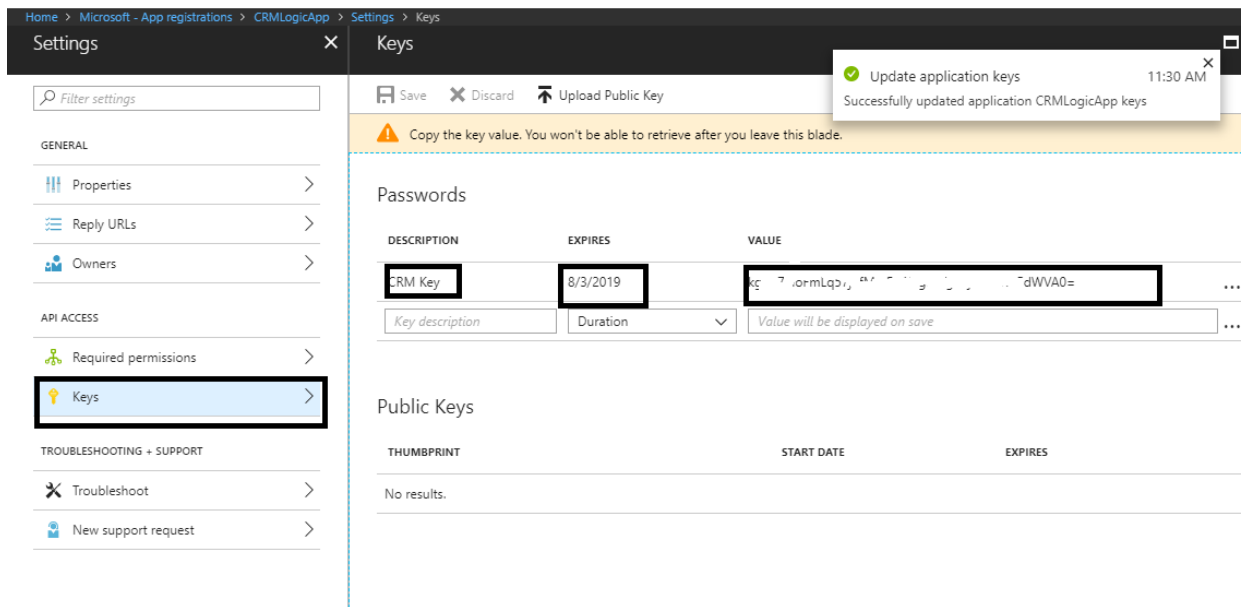 Home > Microsoft - App registrations > CRMLogicApp > Settings > Keys
Settings
Keys
Update application keys 11:30 AM
Successfully updated application CRMLogicApp keys
Filter settings
Save Discard Upload Public Key
Copy the key value. You won't be able to retrieve after you leave this blade.
GENERAL
Properties
Reply URLs
Owners
API ACCESS
Required permissions
Keys
TROUBLESHOOTING + SUPPORT
Troubleshoot
New support request
Passwords
DESCRIPTION EXPIRES VALUE
CRM Key 8/3/2019
Key description Duration Value will be displayed on save
Public Keys
THUMBPRINT START DATE EXPIRES
No results.